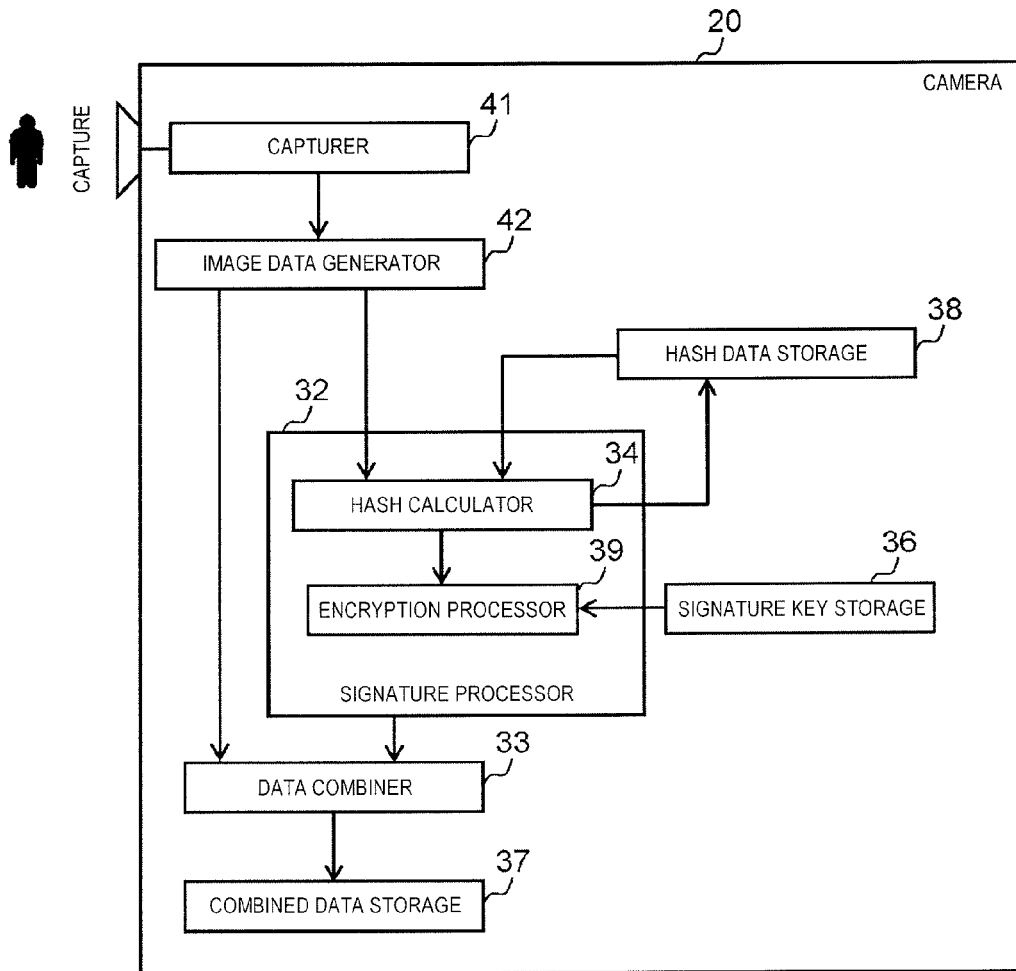 20
CAMERA
CAPTURE
41
CAPTURER
42
IMAGE DATA GENERATOR
38
HASH DATA STORAGE
32
34
HASH CALCULATOR
39
ENCRYPTION PROCESSOR
36
SIGNATURE KEY STORAGE
SIGNATURE PROCESSOR
33
DATA COMBINER
37
COMBINED DATA STORAGE